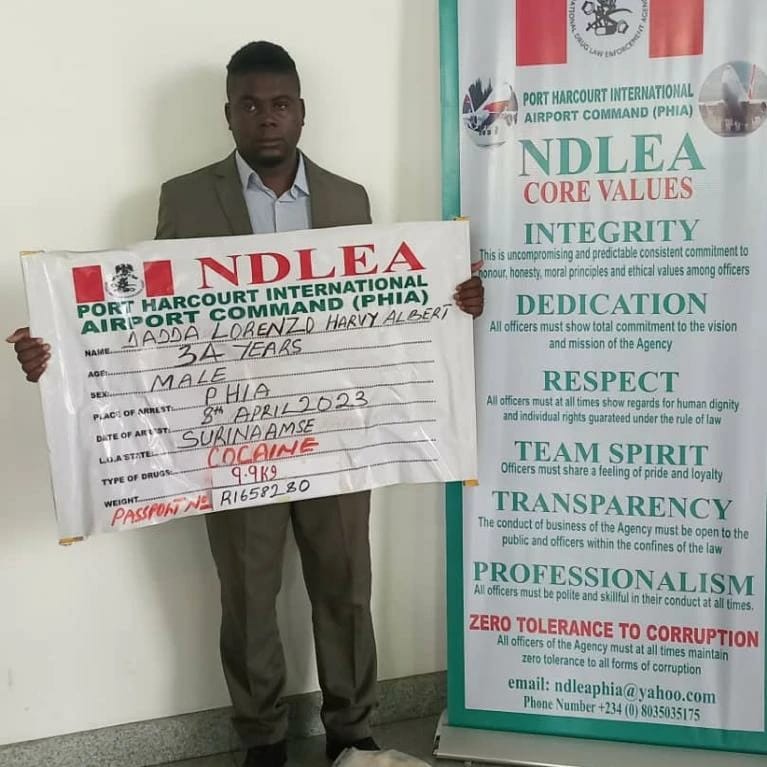 NDLEA
PORT HARCOURT INTERNATIONAL
AIRPORT COMMAND (PHIA)
NAME: JADDA LORENZO HARVY ALBERT
AGE: 34 YEARS
SEX: MALE
PLACE OF ARREST: PHIA
DATE OF ARREST: 8th APRIL 2023
L.G.A STATE: SURINAAMSE
TYPE OF DRUGS: COCAINE
WEIGHT: 9.9KG
PASSPORT No R1658280
NATIONAL DRUG LAW ENFORCEMENT AGENCY
PORT HARCOURT INTERNATIONAL
AIRPORT COMMAND (PHIA)
NDLEA
CORE VALUES
INTEGRITY
This is uncompromising and predictable consistent commitment to
honour, honesty, moral principles and ethical values among officers
DEDICATION
All officers must show total commitment to the vision
and mission of the Agency
RESPECT
All officers must at all times show regards for human dignity
and individual rights guarateed under the rule of law
TEAM SPIRIT
Officers must share a feeling of pride and loyalty
TRANSPARENCY
The conduct of business of the Agency must be open to the
public and officers within the confines of the law
PROFESSIONALISM
All officers must be polite and skillful in their conduct at all times.
ZERO TOLERANCE TO CORRUPTION
All officers of the Agency must at all times maintain
zero tolerance to all forms of corruption
email: ndleaphia@yahoo.com
Phone Number +234 (0) 8035035175